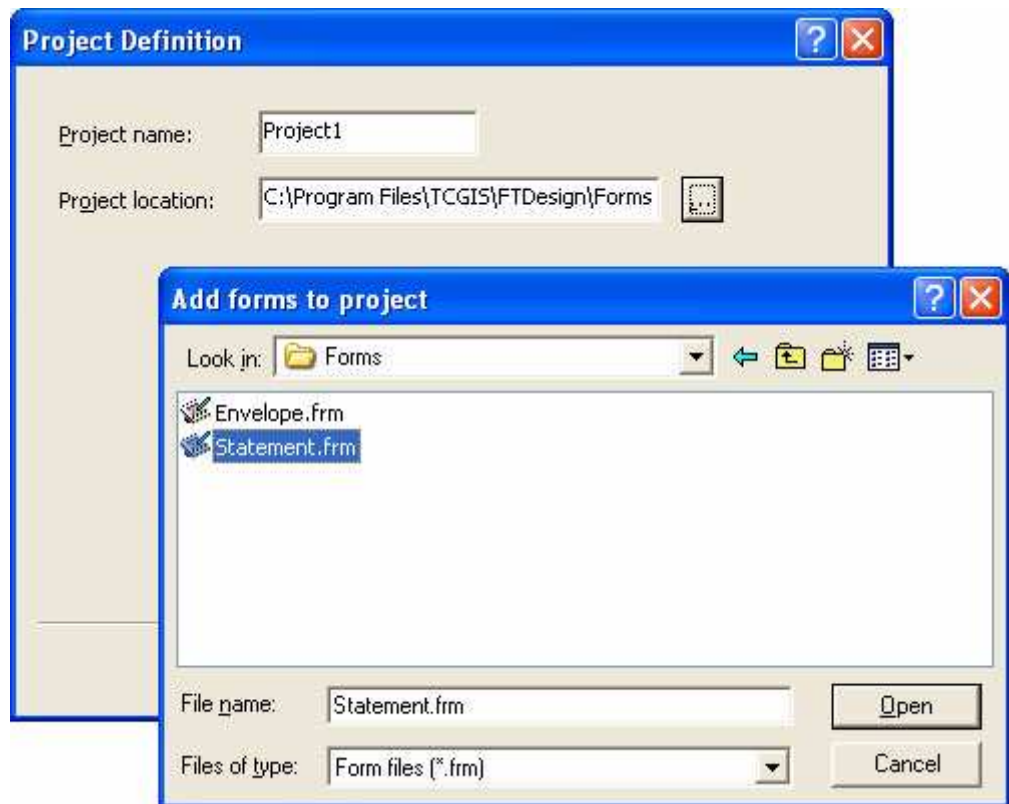 Project Definition
Project name: Project1
Project location: C:\Program Files\TCGIS\FTDesign\Forms ...
Add forms to project
Look in: Forms
Envelope.frm
Statement.frm
File name: Statement.frm Open
Files of type: Form files (*.frm) Cancel